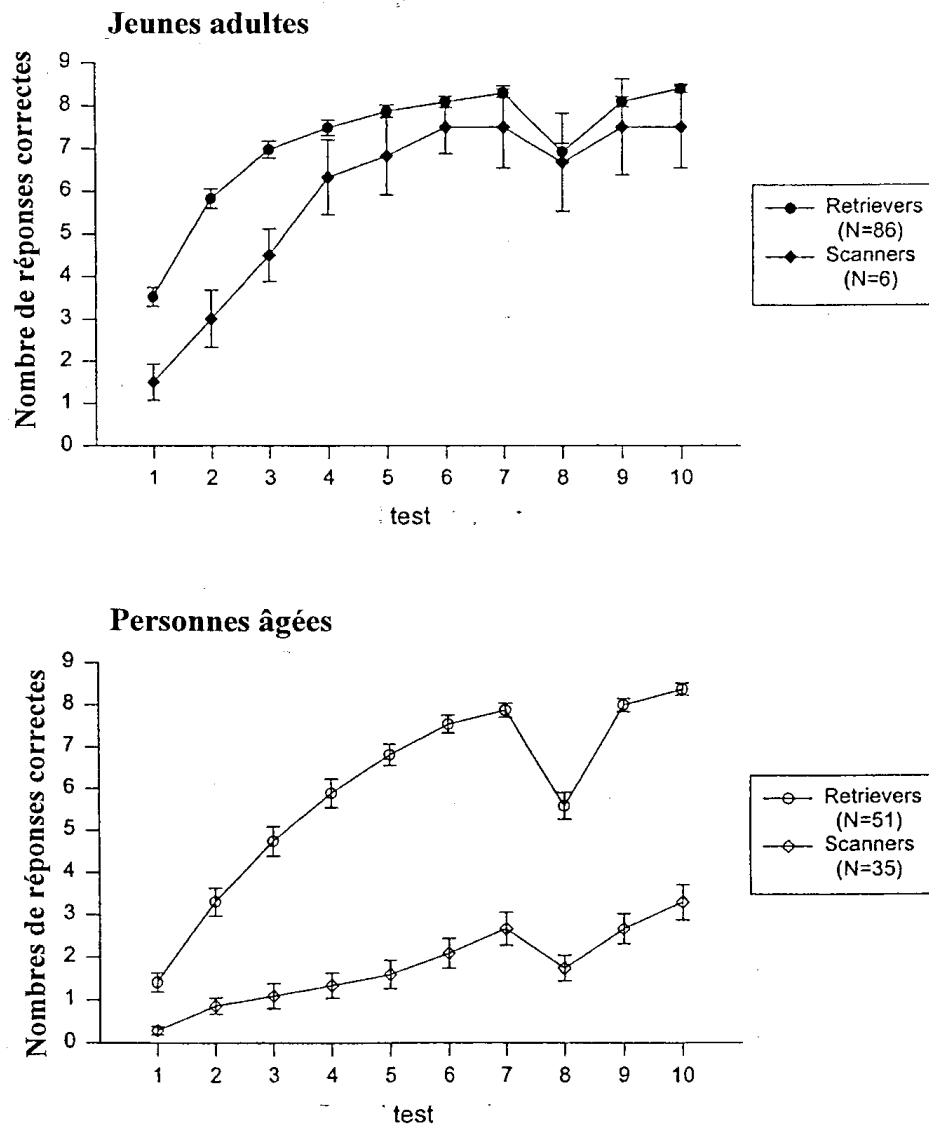 Jeunes adultes
Nombre de réponses correctes
9
8
7
6
5
4
3
2
1
0
1 2 3 4 5 6 7 8 9 10
test
Retrievers
(N=86)
Scanners
(N=6)
Personnes âgées
Nombres de réponses correctes
9
8
7
6
5
4
3
2
1
0
1 2 3 4 5 6 7 8 9 10
test
Retrievers
(N=51)
Scanners
(N=35)